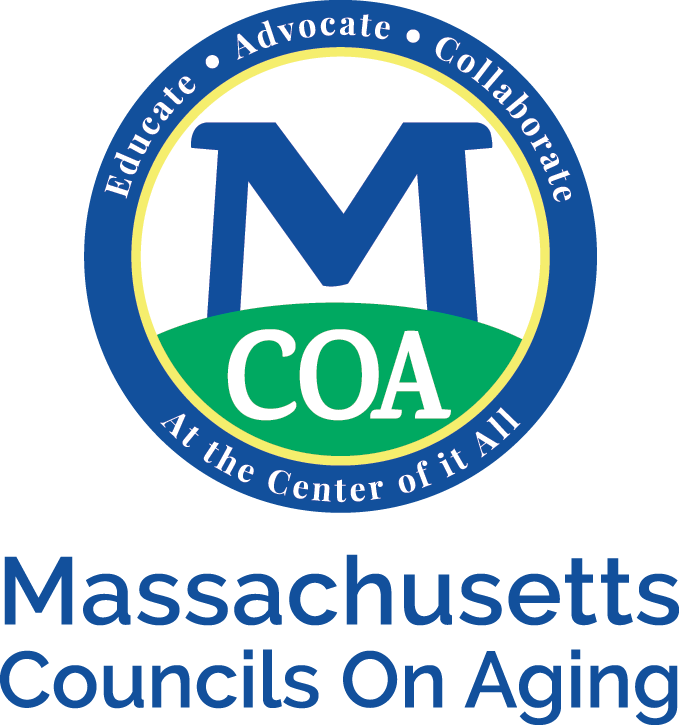 Educate • Advocate • Collaborate
M
COA
At the Center of it All
Massachusetts
Councils On Aging